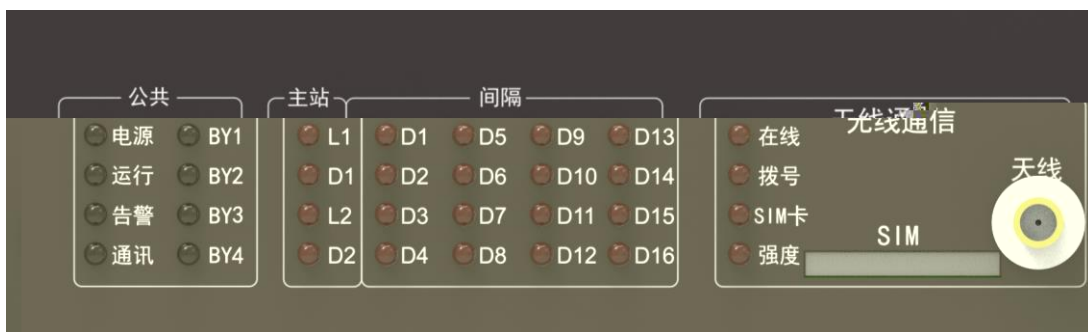 公共 主站 间隔
无线通信
电源 BY1 L1 D1 D5 D9 D13 在线
运行 BY2 D1 D2 D6 D10 D14 拨号 天线
告警 BY3 L2 D3 D7 D11 D15 SIM卡
SIM
通讯 BY4 D2 D4 D8 D12 D16 强度